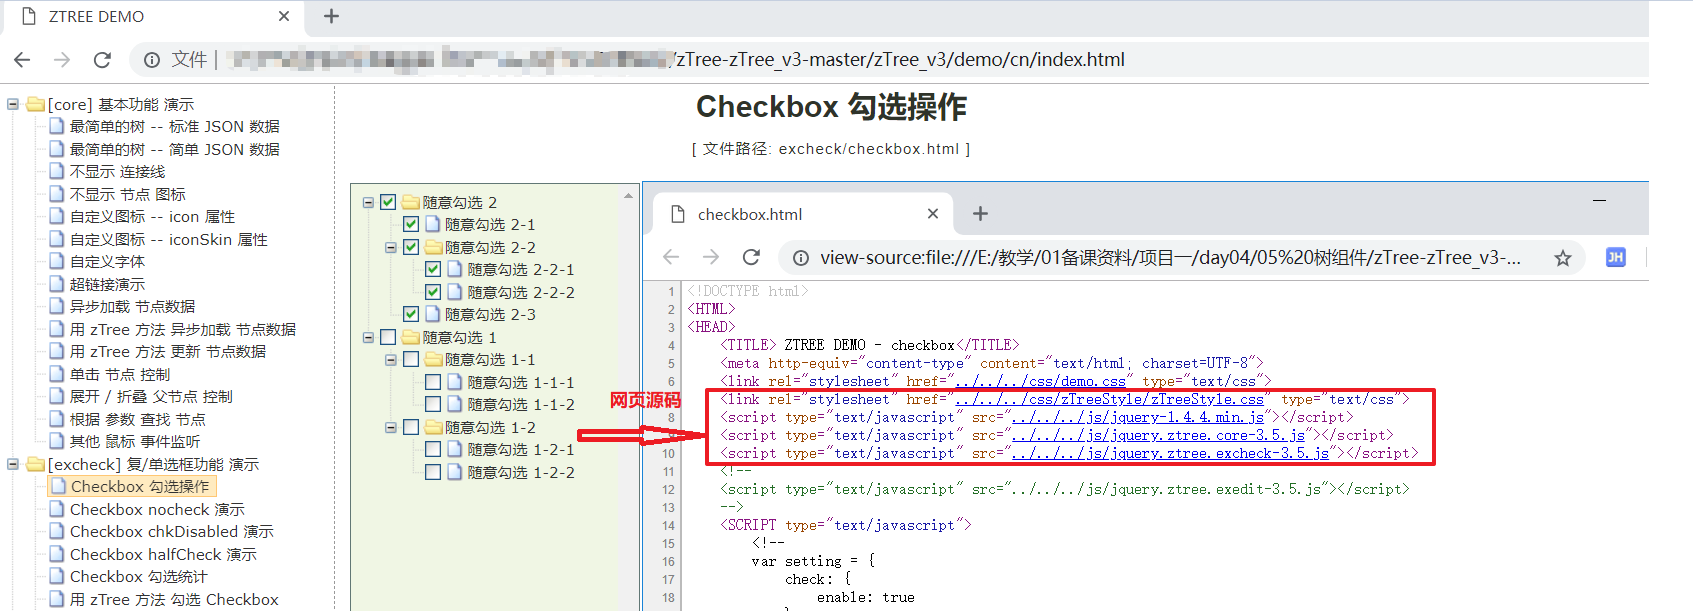 ZTREE DEMO
文件 | /zTree-zTree_v3-master/zTree_v3/demo/cn/index.html
[core] 基本功能 演示
最简单的树 -- 标准 JSON 数据
最简单的树 -- 简单 JSON 数据
不显示 连接线
不显示 节点 图标
自定义图标 -- icon 属性
自定义图标 -- iconSkin 属性
自定义字体
超链接演示
异步加载 节点数据
用 zTree 方法 异步加载 节点数据
用 zTree 方法 更新 节点数据
单击 节点 控制
展开 / 折叠 父节点 控制
根据 参数 查找 节点
其他 鼠标 事件监听
[excheck] 复/单选框功能 演示
Checkbox 勾选操作
Checkbox nocheck 演示
Checkbox chkDisabled 演示
Checkbox halfCheck 演示
Checkbox 勾选统计
用 zTree 方法 勾选 Checkbox
Checkbox 勾选操作
[ 文件路径: excheck/checkbox.html ]
随意勾选 2
随意勾选 2-1
随意勾选 2-2
随意勾选 2-2-1
随意勾选 2-2-2
随意勾选 2-3
随意勾选 1
随意勾选 1-1
随意勾选 1-1-1
随意勾选 1-1-2
随意勾选 1-2
随意勾选 1-2-1
随意勾选 1-2-2
网页源码
checkbox.html
view-source:file:///E:/教学/01备课资料/项目一/day04/05%20树组件/zTree-zTree_v3-...
JH
1 <!DOCTYPE html>
2 <HTML>
3 <HEAD>
4 <TITLE> ZTREE DEMO - checkbox</TITLE>
5 <meta http-equiv="content-type" content="text/html; charset=UTF-8">
6 <link rel="stylesheet" href="../../../css/demo.css" type="text/css">
<link rel="stylesheet" href="../../../css/zTreeStyle/zTreeStyle.css" type="text/css">
8 <script type="text/javascript" src="../../../js/jquery-1.4.4.min.js"></script>
<script type="text/javascript" src="../../../js/jquery.ztree.core-3.5.js"></script>
10 <script type="text/javascript" src="../../../js/jquery.ztree.excheck-3.5.js"></script>
11 <!--
12 <script type="text/javascript" src="../../../js/jquery.ztree.exedit-3.5.js"></script>
13 -->
14 <SCRIPT type="text/javascript">
15 <!--
16 var setting = {
17 check: {
18 enable: true